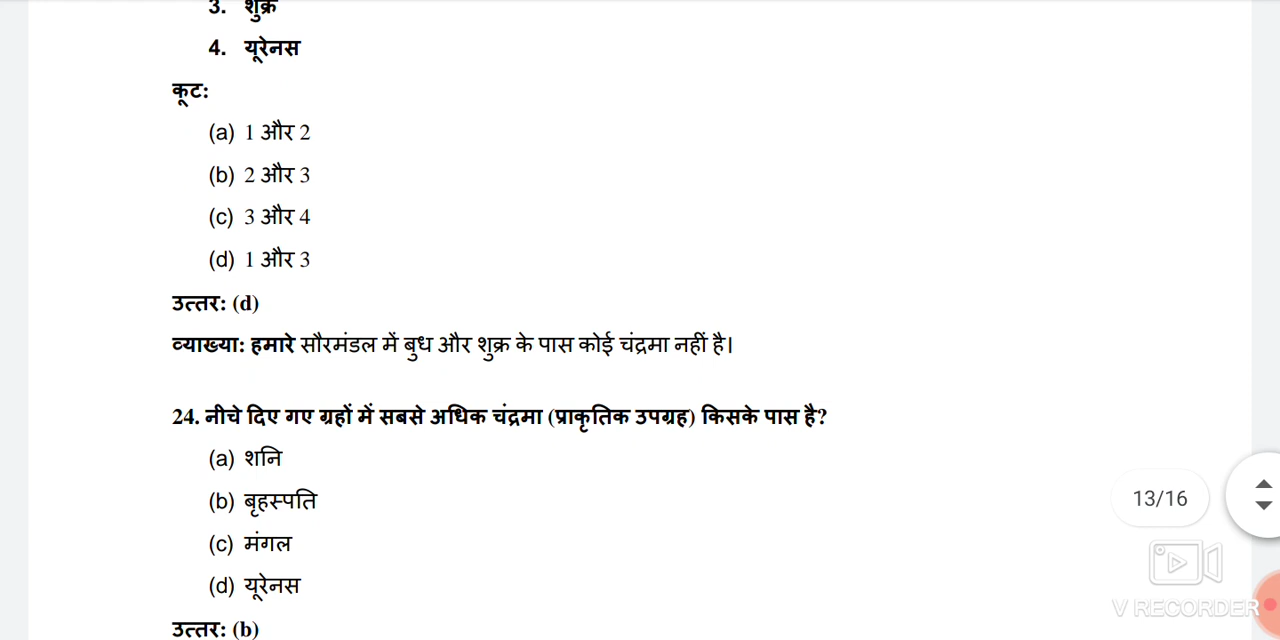 3. शुक्र
4. यूरेनस
कूट:
(a) 1 और 2
(b) 2 और 3
(c) 3 और 4
(d) 1 और 3
उत्तर: (d)
व्याख्या: हमारे सौरमंडल में बुध और शुक्र के पास कोई चंद्रमा नहीं है।
24. नीचे दिए गए ग्रहों में सबसे अधिक चंद्रमा (प्राकृतिक उपग्रह) किसके पास है?
(a) शनि
(b) बृहस्पति
(c) मंगल
(d) यूरेनस
उत्तर: (b)
13/16
V RECORDER